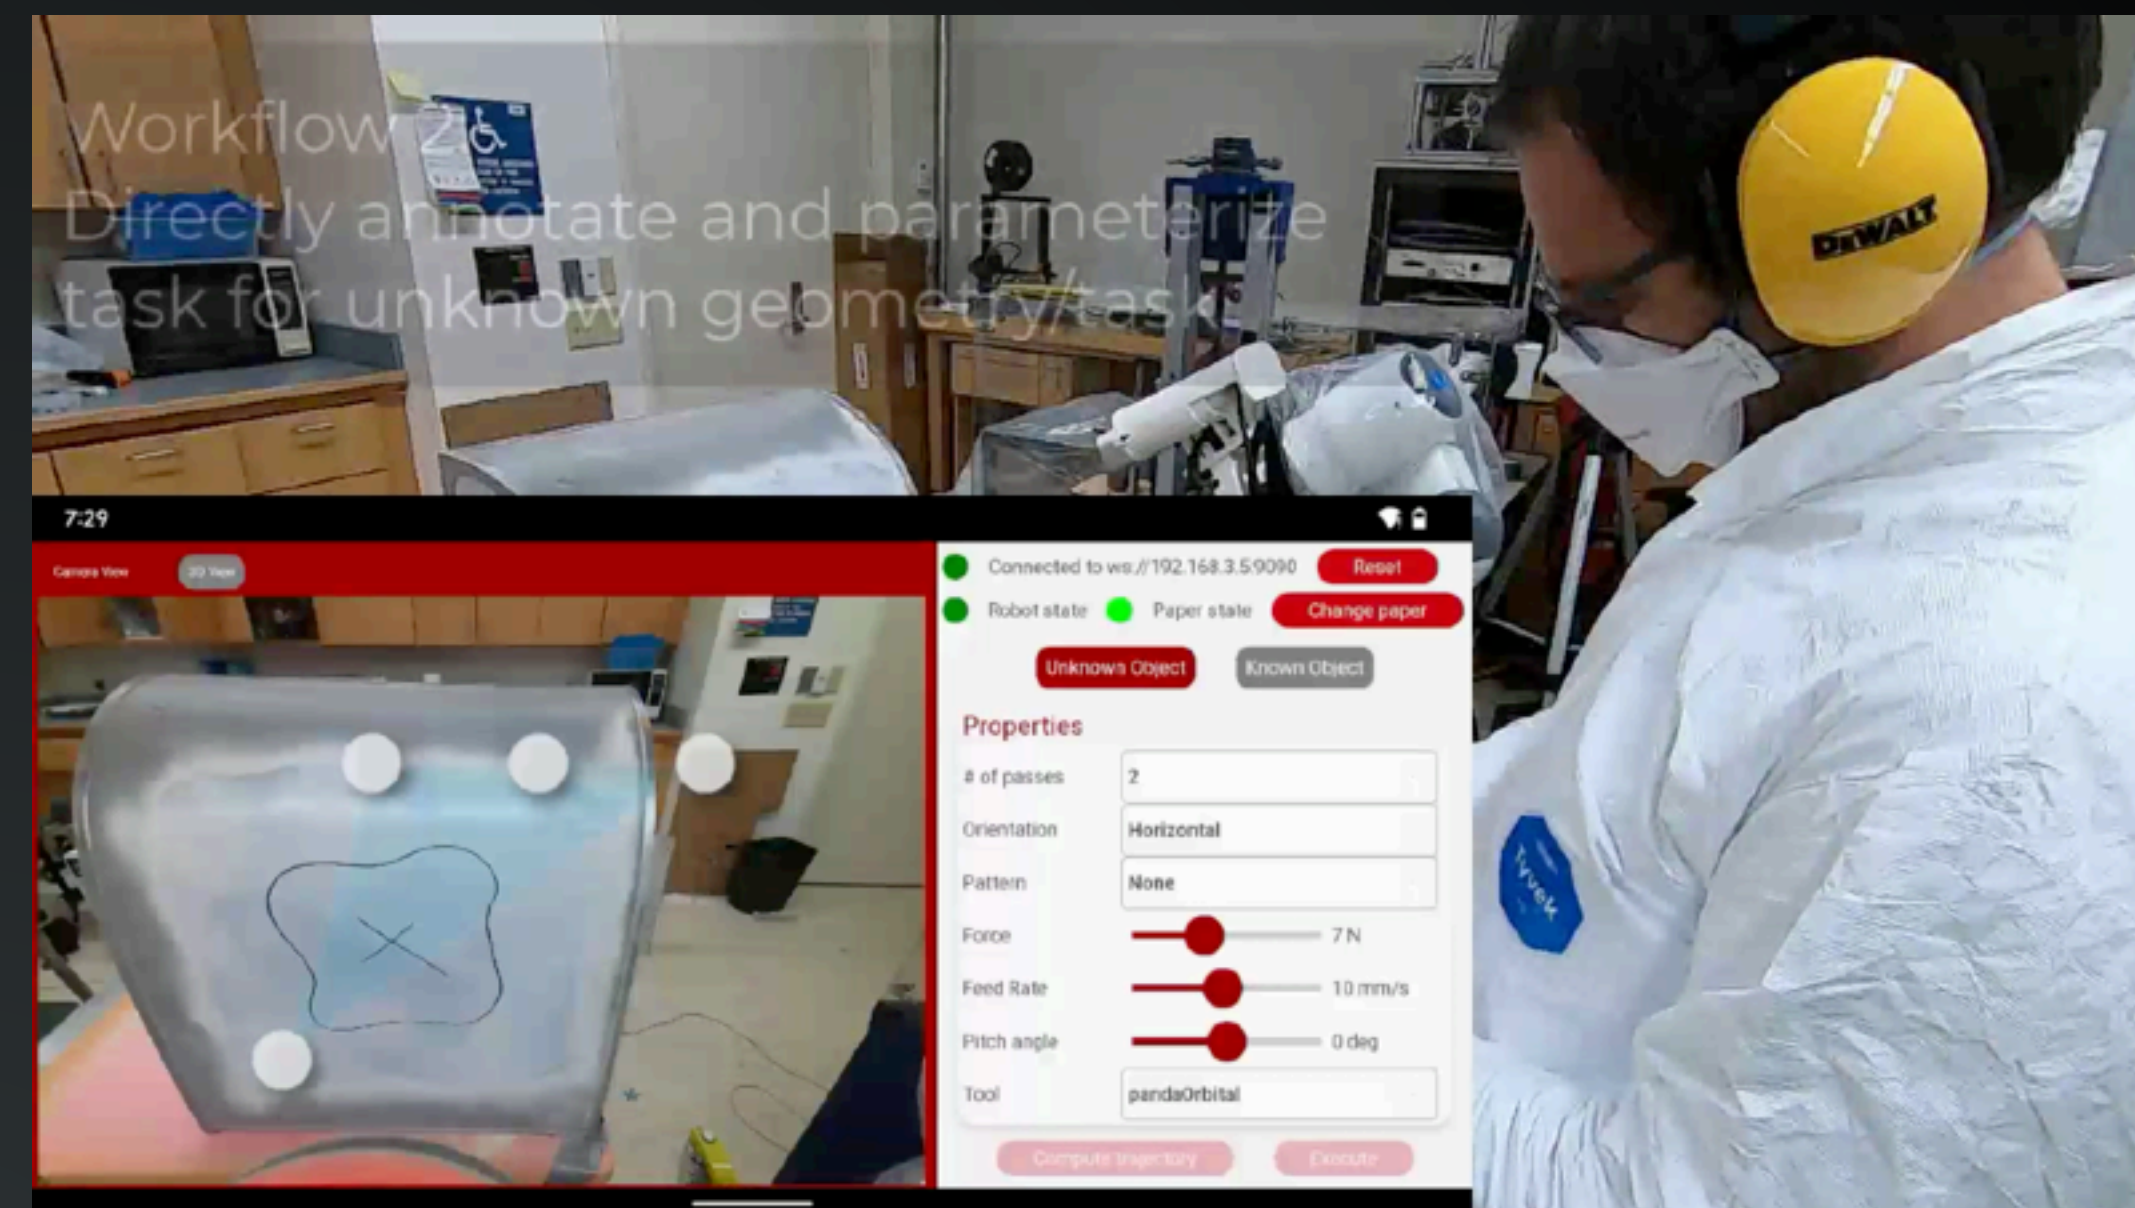 Workflow 2:
Directly annotate and parameterize
task for unknown geometry/task
DEWALT
7:29
Camera View
3D View
Connected to ws://192.168.3.5:9090
Reset
Robot state
Paper state
Change paper
Unknown Object
Known Object
Properties
# of passes
2
Orientation
Horizontal
Pattern
None
Force
7 N
Feed Rate
10 mm/s
Pitch angle
0 deg
Tool
pandaOrbital
Compute trajectory
Execute
Tyvek